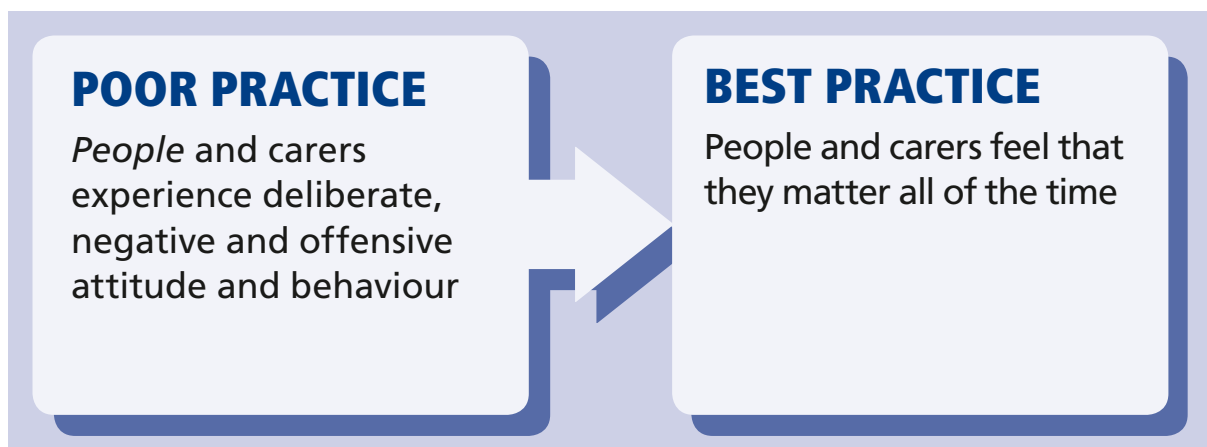 POOR PRACTICE
People and carers
experience deliberate,
negative and offensive
attitude and behaviour
BEST PRACTICE
People and carers feel that
they matter all of the time